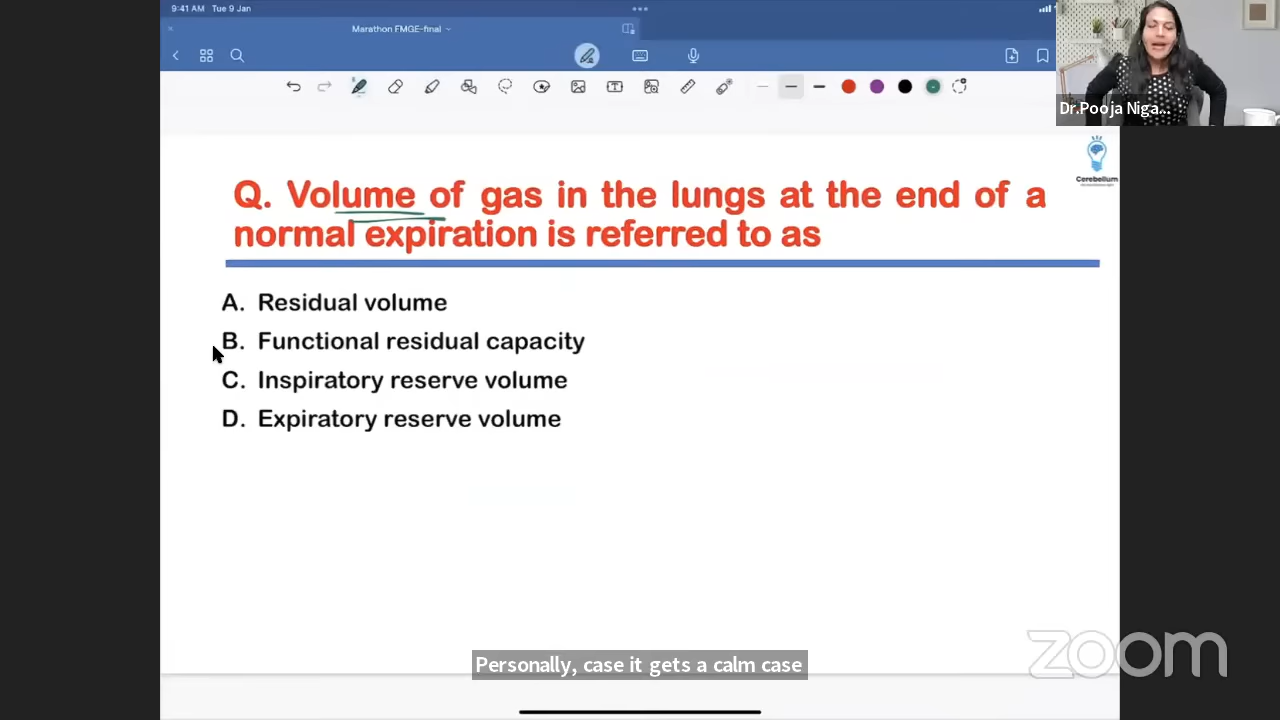 9:41 AM Tue 9 Jan
Marathon FMGE-final
Dr.Pooja Niga...
Cerebellum
Q. Volume of gas in the lungs at the end of a
normal expiration is referred to as
A. Residual volume
B. Functional residual capacity
C. Inspiratory reserve volume
D. Expiratory reserve volume
Personally, case it gets a calm case
zoom